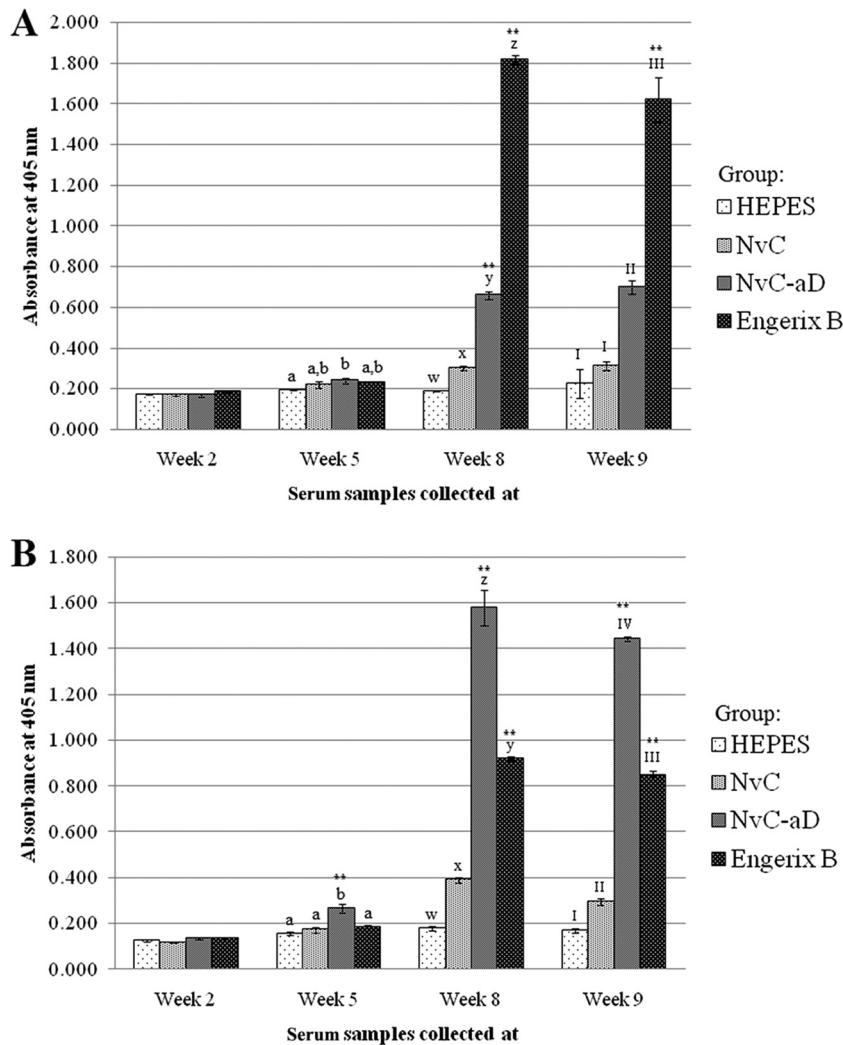 A
2.000
1.800
1.600
1.400
1.200
1.000
0.800
0.600
0.400
0.200
0.000
Absorbance at 405 nm
a a,b b a,b
w x ** y ** z
I I II ** III
Week 2 Week 5 Week 8 Week 9
Serum samples collected at
Group:
HEPES
NvC
NvC-aD
Engerix B
B
1.800
1.600
1.400
1.200
1.000
0.800
0.600
0.400
0.200
0.000
Absorbance at 405 nm
a a ** b a
w x ** z ** y
I II ** IV ** III
Week 2 Week 5 Week 8 Week 9
Serum samples collected at
Group:
HEPES
NvC
NvC-aD
Engerix B